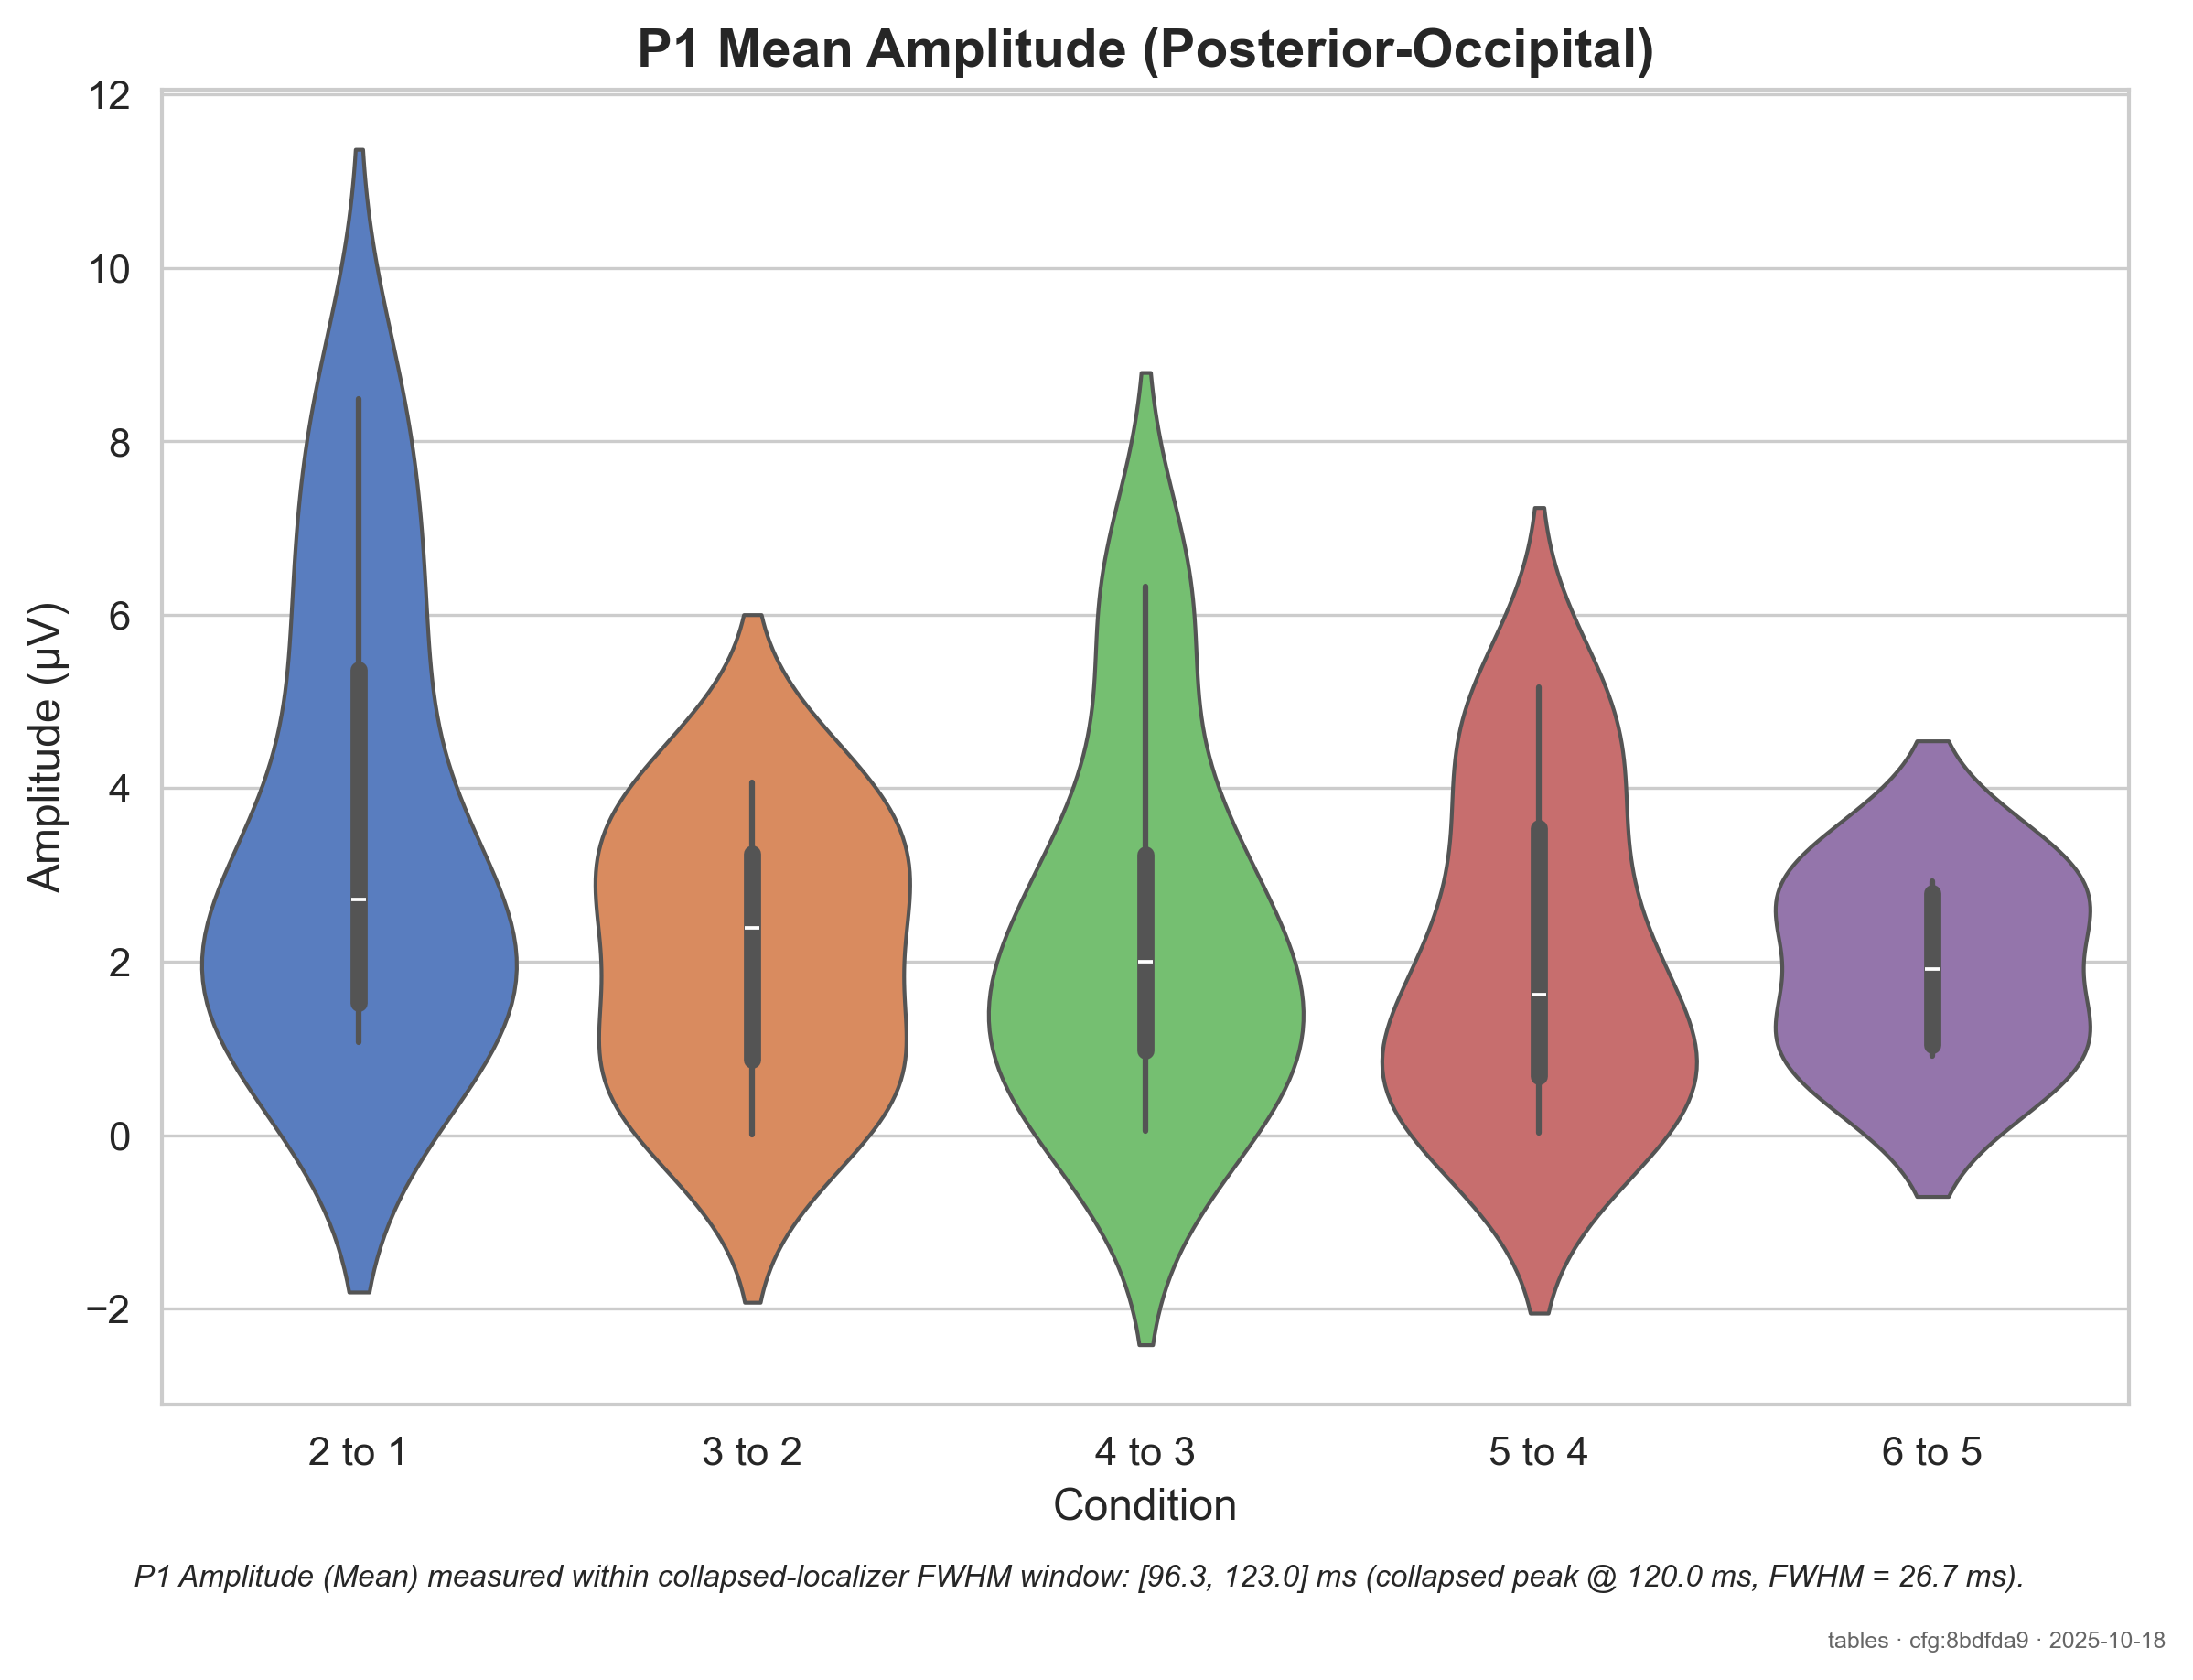 P1 Mean Amplitude (Posterior-Occipital)
12
10
8
6
4
2
0
−2
Amplitude (µV)
2 to 1
3 to 2
4 to 3
5 to 4
6 to 5
Condition
P1 Amplitude (Mean) measured within collapsed-localizer FWHM window: [96.3, 123.0] ms (collapsed peak @ 120.0 ms, FWHM = 26.7 ms).
tables · cfg:8bdfda9 · 2025-10-18